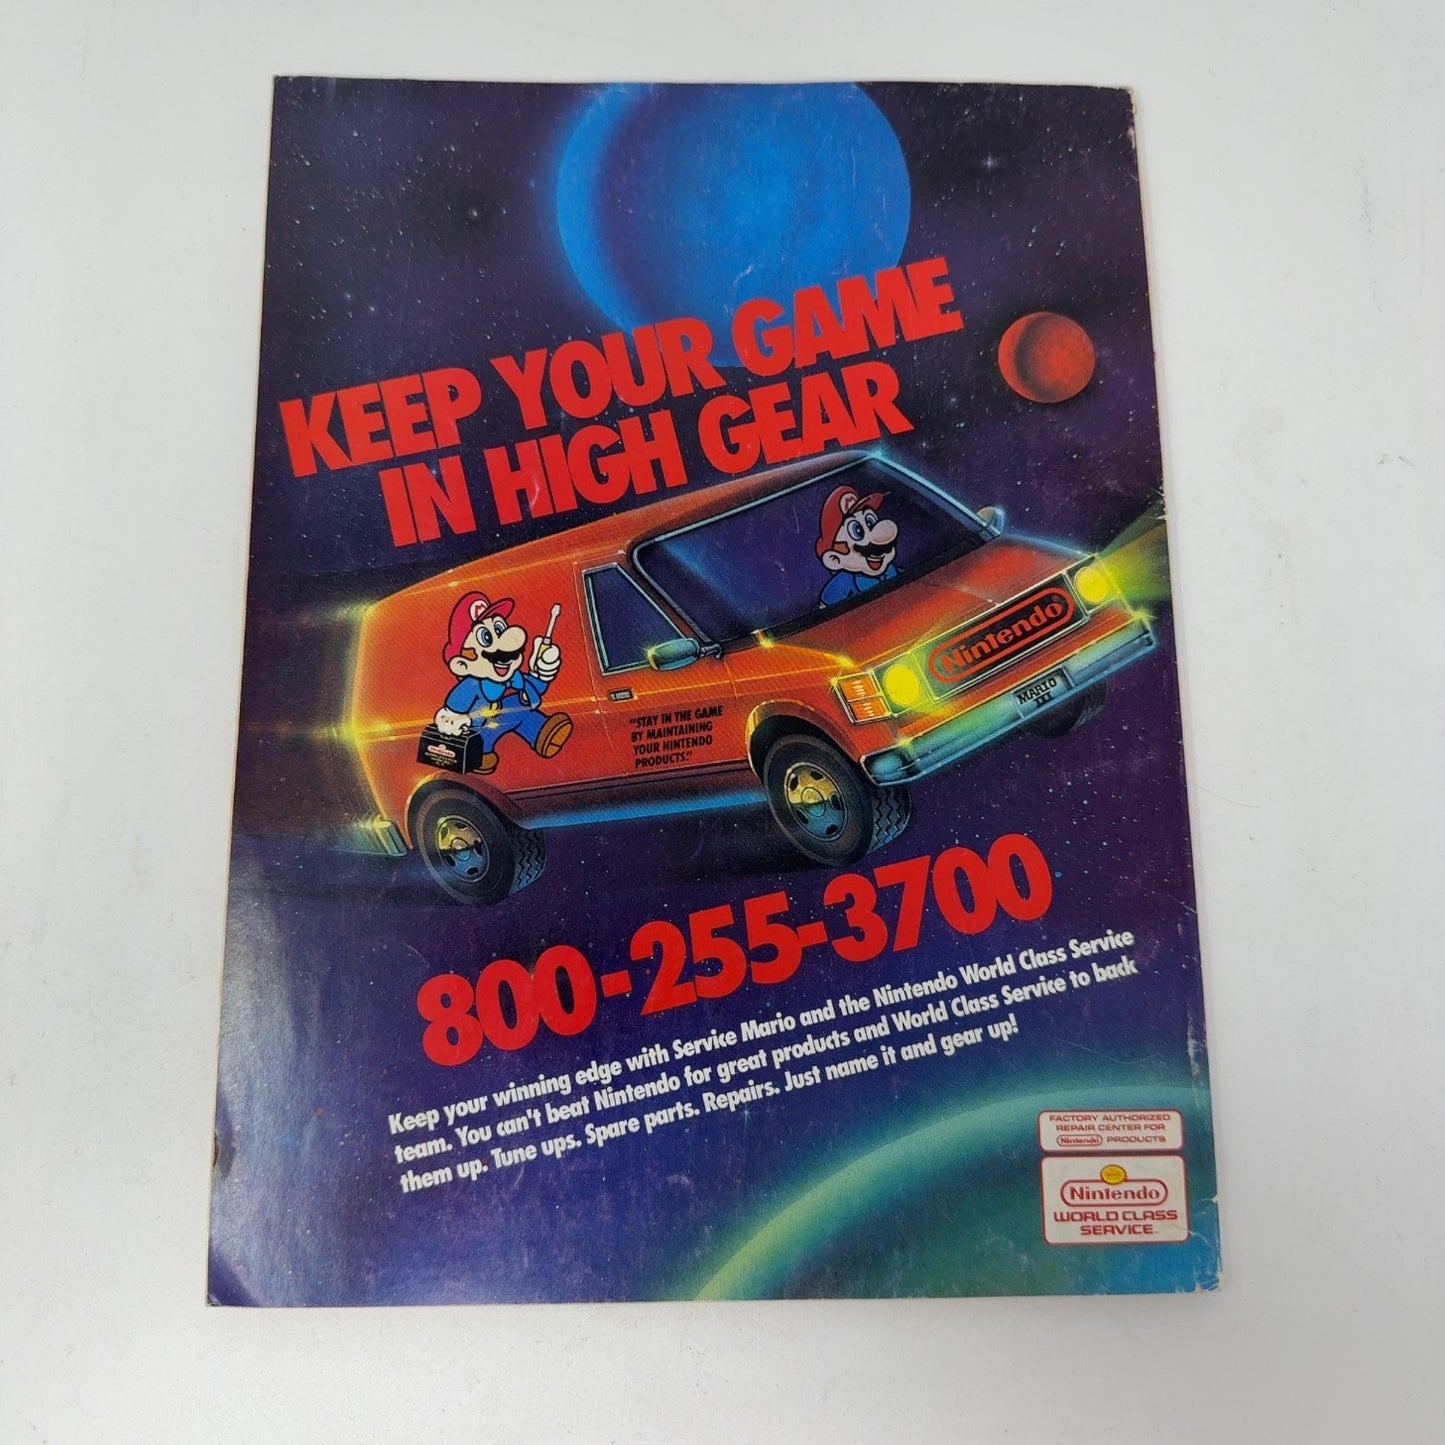 KEEP YOUR GAME
IN HIGH GEAR
M
M
Nintendo
MARIO
III
"STAY IN THE GAME
BY MAINTAINING
YOUR NINTENDO
PRODUCTS."
800-255-3700
Keep your winning edge with Service Mario and the Nintendo World Class Service
team. You can't beat Nintendo for great products and World Class Service to back
them up. Tune ups. Spare parts. Repairs. Just name it and gear up!
FACTORY AUTHORIZED
REPAIR CENTER FOR
Nintendo PRODUCTS
Nintendo
WORLD CLASS
SERVICE